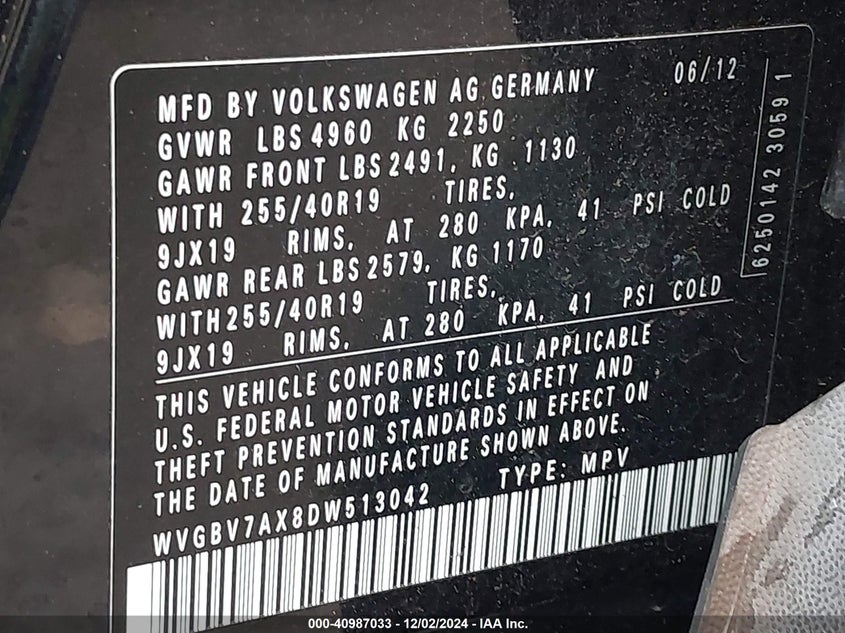 MFD BY VOLKSWAGEN AG GERMANY 06/12
GVWR LBS 4960 KG 2250
GAWR FRONT LBS 2491, KG 1130
WITH 255/40R19 TIRES,
9JX19 RIMS, AT 280 KPA, 41 PSI COLD
GAWR REAR LBS 2579, KG 1170
WITH 255/40R19 TIRES,
9JX19 RIMS, AT 280 KPA, 41 PSI COLD
THIS VEHICLE CONFORMS TO ALL APPLICABLE
U.S. FEDERAL MOTOR VEHICLE SAFETY AND
THEFT PREVENTION STANDARDS IN EFFECT ON
THE DATE OF MANUFACTURE SHOWN ABOVE.
WVGBV7AX8DW513042 TYPE: MPV
6250142 3059 1
000-40987033 - 12/02/2024 - IAA Inc.